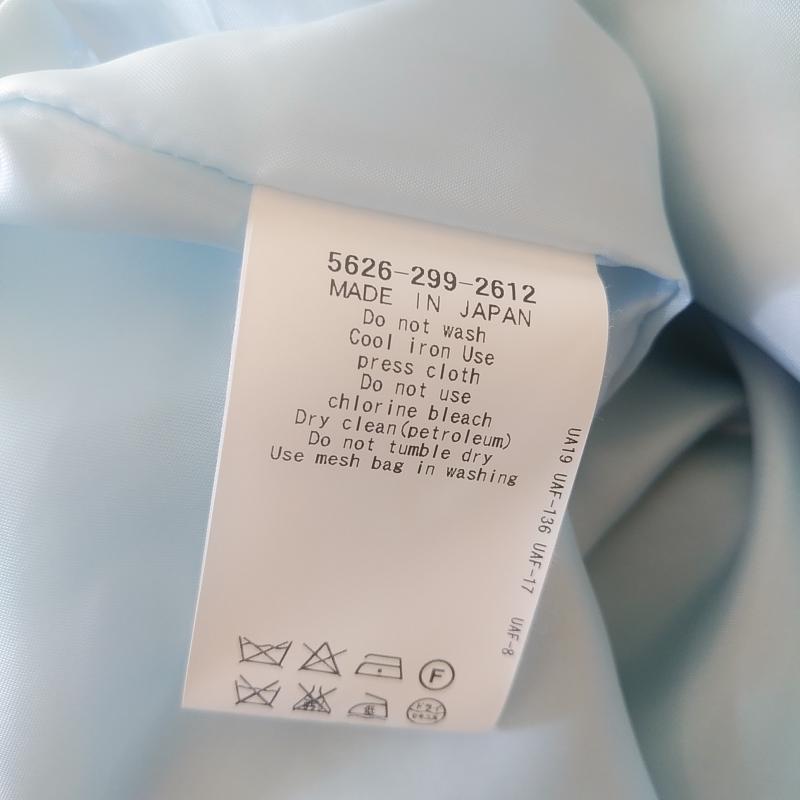 5626-299-2612
MADE IN JAPAN
Do not wash
Cool iron Use
press cloth
Do not use
chlorine bleach
Dry clean(petroleum)
Do not tumble dry
Use mesh bag in washing
UA19 UAF-136 UAF-17 UAF-8
F